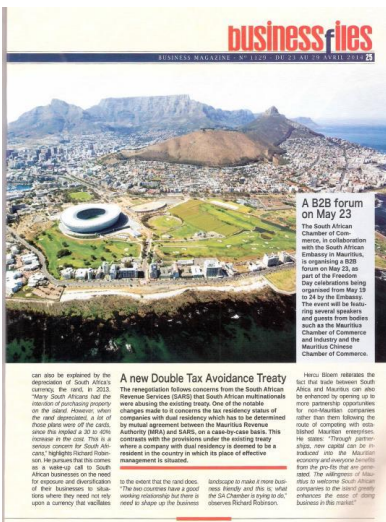 businessfiles
BUSINESS MAGAZINE - N° 1129 - DU 23 AU 29 AVRIL 2014 25
A B2B forum
on May 23
The South African
Chamber of Com-
merce, in collaboration
with the South African
Embassy in Mauritius,
is organising a B2B
forum on May 23, as
part of the Freedom
Day celebrations being
organised from May 19
to 24 by the Embassy.
The event will be featu-
ring several speakers
and guests from bodies
such as the Mauritius
Chamber of Commerce
and Industry and the
Mauritius Chinese
Chamber of Commerce.
can also be explained by the
depreciation of South Africa's
currency, the rand, in 2013.
"Many South Africans had the
intention of purchasing property
on the island. However, when
the rand depreciated, a lot of
those plans were off the cards,
since this implied a 30 to 40%
increase in the cost. This is a
serious concern for South Afri-
cans," highlights Richard Robin-
son. He pursues that this comes
as a wake-up call to South
African businesses on the need
for exposure and diversification
of their businesses to situa-
tions where they need not rely
upon a currency that vacillates
A new Double Tax Avoidance Treaty
The renegotiation follows concerns from the South African
Revenue Services (SARS) that South African multinationals
were abusing the existing treaty. One of the notable
changes made to it concerns the tax residency status of
companies with dual residency which has to be determined
by mutual agreement between the Mauritius Revenue
Authority (MRA) and SARS, on a case-by-case basis. This
contrasts with the provisions under the existing treaty
where a company with dual residency is deemed to be a
resident in the country in which its place of effective
management is situated.
to the extent that the rand does.
"The two countries have a good
working relationship but there is
need to shape up the business
landscape to make it more busi-
ness friendly and this is, what
the SA Chamber is trying to do,"
observes Richard Robinson.
Hercu Bloem reiterates the
fact that trade between South
Africa and Mauritius can also
be enhanced by opening up to
more partnership opportunities
for non-Mauritian companies
rather than them following the
route of competing with esta-
blished Mauritian enterprises.
He states: "Through partner-
ships, new capital can be in-
troduced into the Mauritian
economy and everyone benefits
from the pro-fits that are gene-
rated. The willingness of Mau-
ritius to welcome South African
companies to the island greatly
enhances the ease of doing
business in this market."